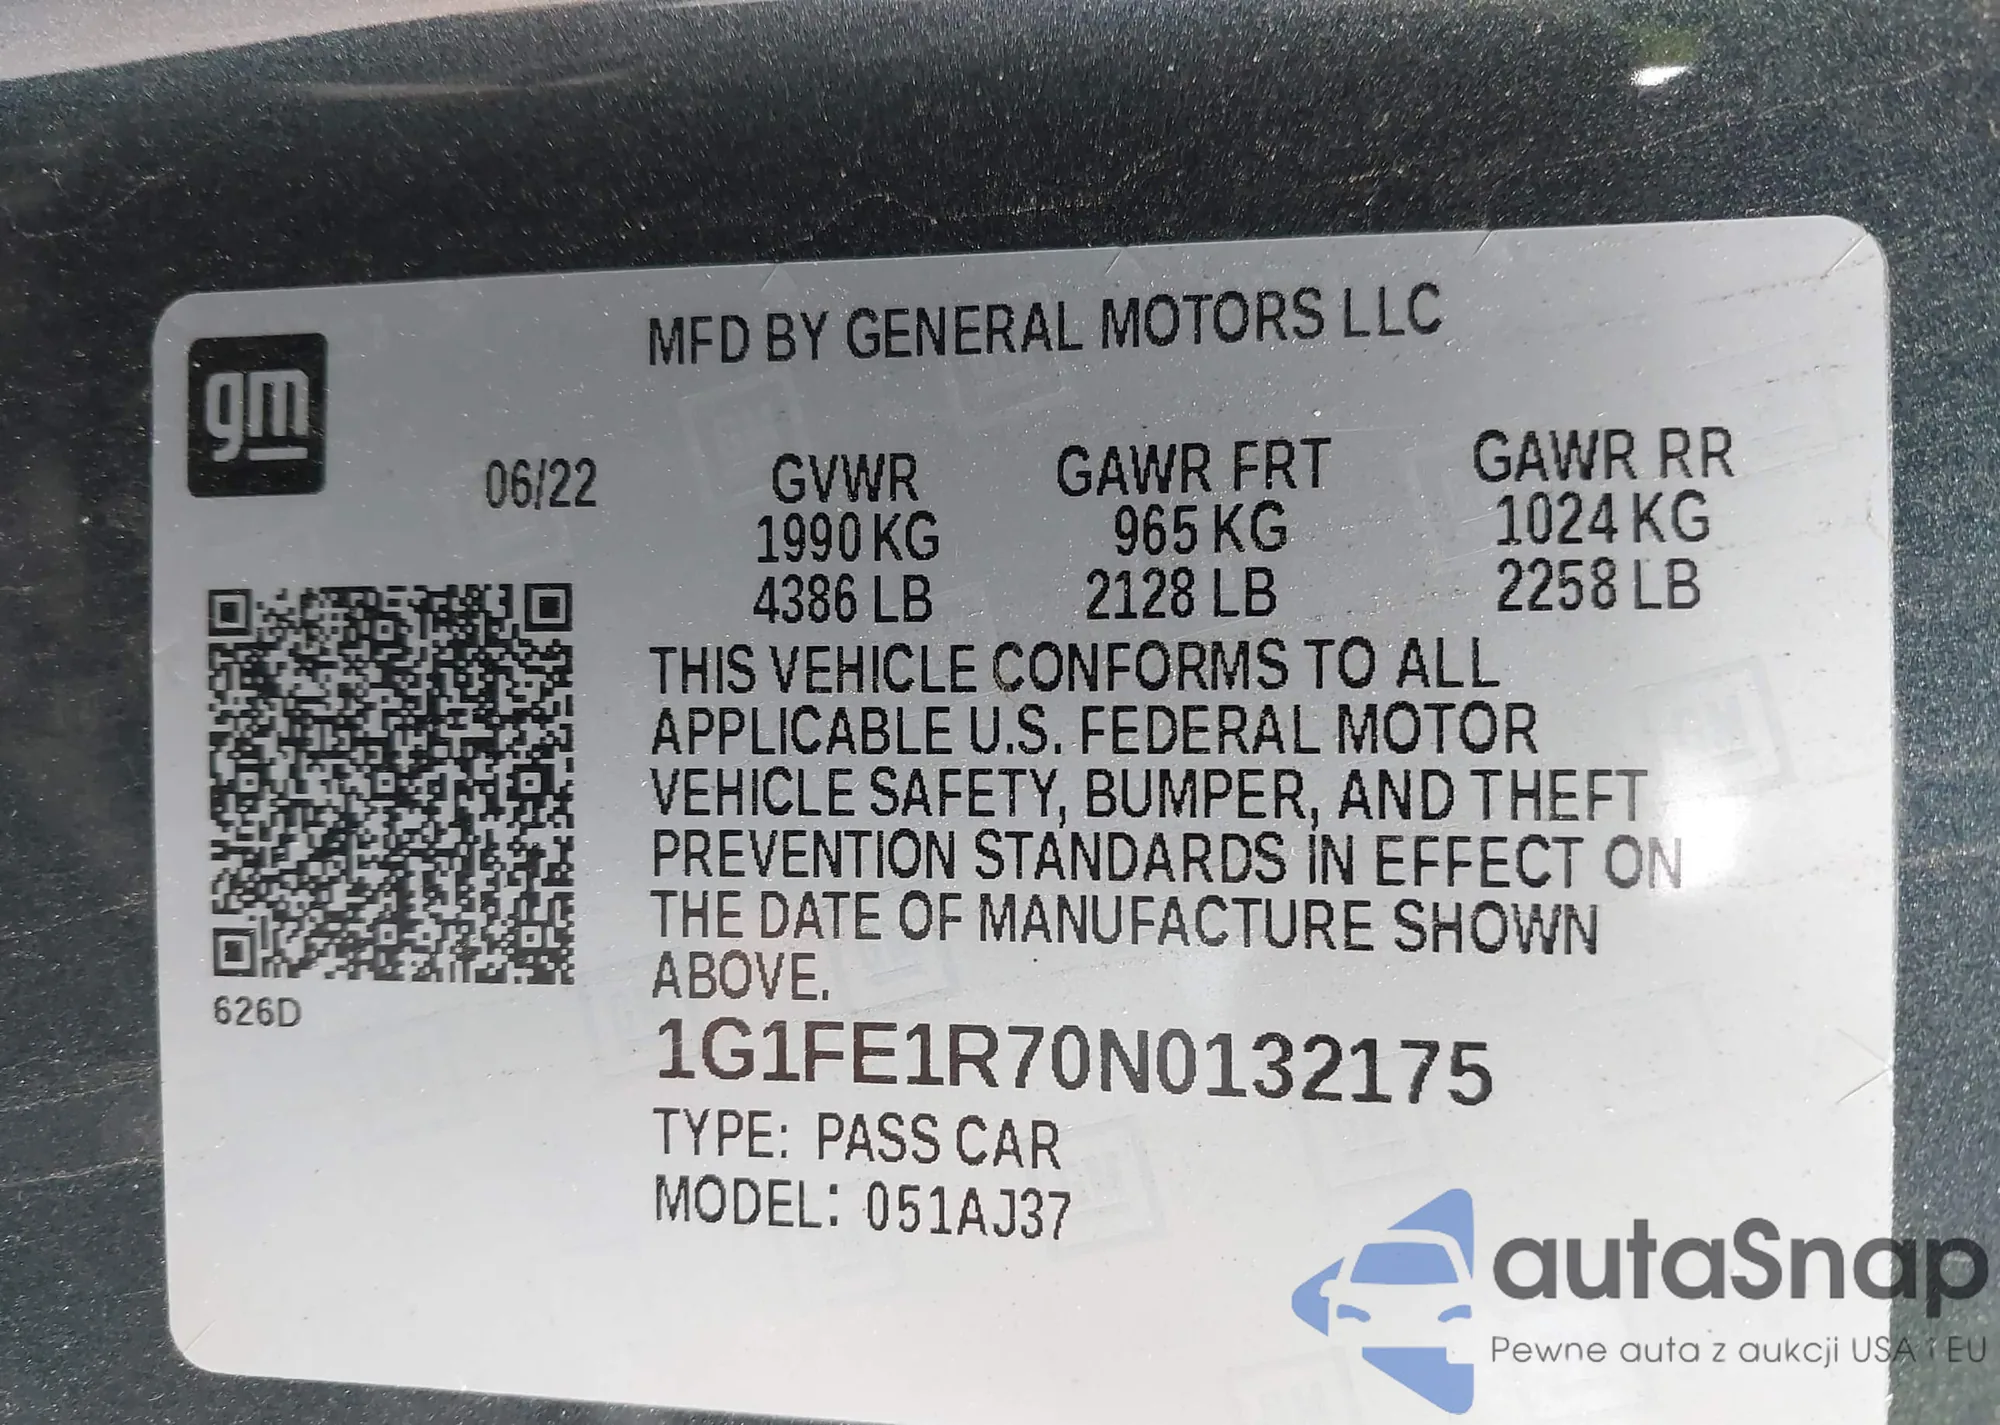 MFD BY GENERAL MOTORS LLC
gm
06/22
GVWR GAWR FRT GAWR RR
1990 KG 965 KG 1024 KG
4386 LB 2128 LB 2258 LB
THIS VEHICLE CONFORMS TO ALL
APPLICABLE U.S. FEDERAL MOTOR
VEHICLE SAFETY, BUMPER, AND THEFT
PREVENTION STANDARDS IN EFFECT ON
THE DATE OF MANUFACTURE SHOWN
ABOVE.
626D
1G1FE1R70N0132175
TYPE: PASS CAR
MODEL: 051AJ37
autaSnap
Pewne auta z aukcji USA i EU